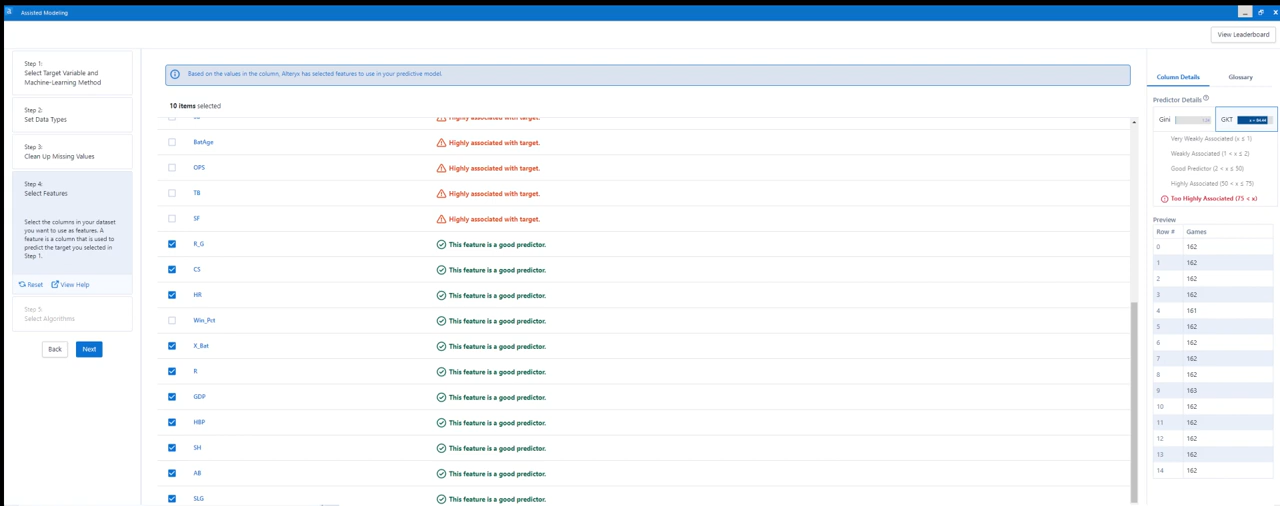 Assisted Modeling
View Leaderboard
Step 1:
Select Target Variable and
Machine-Learning Method
Step 2:
Set Data Types
Step 3:
Clean Up Missing Values
Step 4:
Select Features
Select the columns in your dataset
you want to use as features. A
feature is a column that is used to
predict the target you selected in
Step 1.
Reset
View Help
Step 5:
Select Algorithms
Back
Next
Based on the values in the column, Alteryx has selected features to use in your predictive model.
10 items selected
Highly associated with target.
BatAge Highly associated with target.
OPS Highly associated with target.
TB Highly associated with target.
SF Highly associated with target.
R_G This feature is a good predictor.
CS This feature is a good predictor.
HR This feature is a good predictor.
Win_Pct This feature is a good predictor.
X_Bat This feature is a good predictor.
R This feature is a good predictor.
GDP This feature is a good predictor.
HBP This feature is a good predictor.
SH This feature is a good predictor.
AB This feature is a good predictor.
SLG This feature is a good predictor.
Column Details Glossary
Predictor Details
Gini GKT
Very Weakly Associated (x ≤ 1)
Weakly Associated (1 < x ≤ 2)
Good Predictor (2 < x ≤ 50)
Highly Associated (50 < x ≤ 75)
Too Highly Associated (75 < x)
Preview
Row # Games
0 162
1 162
2 162
3 162
4 161
5 162
6 162
7 162
8 162
9 163
10 162
11 162
12 162
13 162
14 162